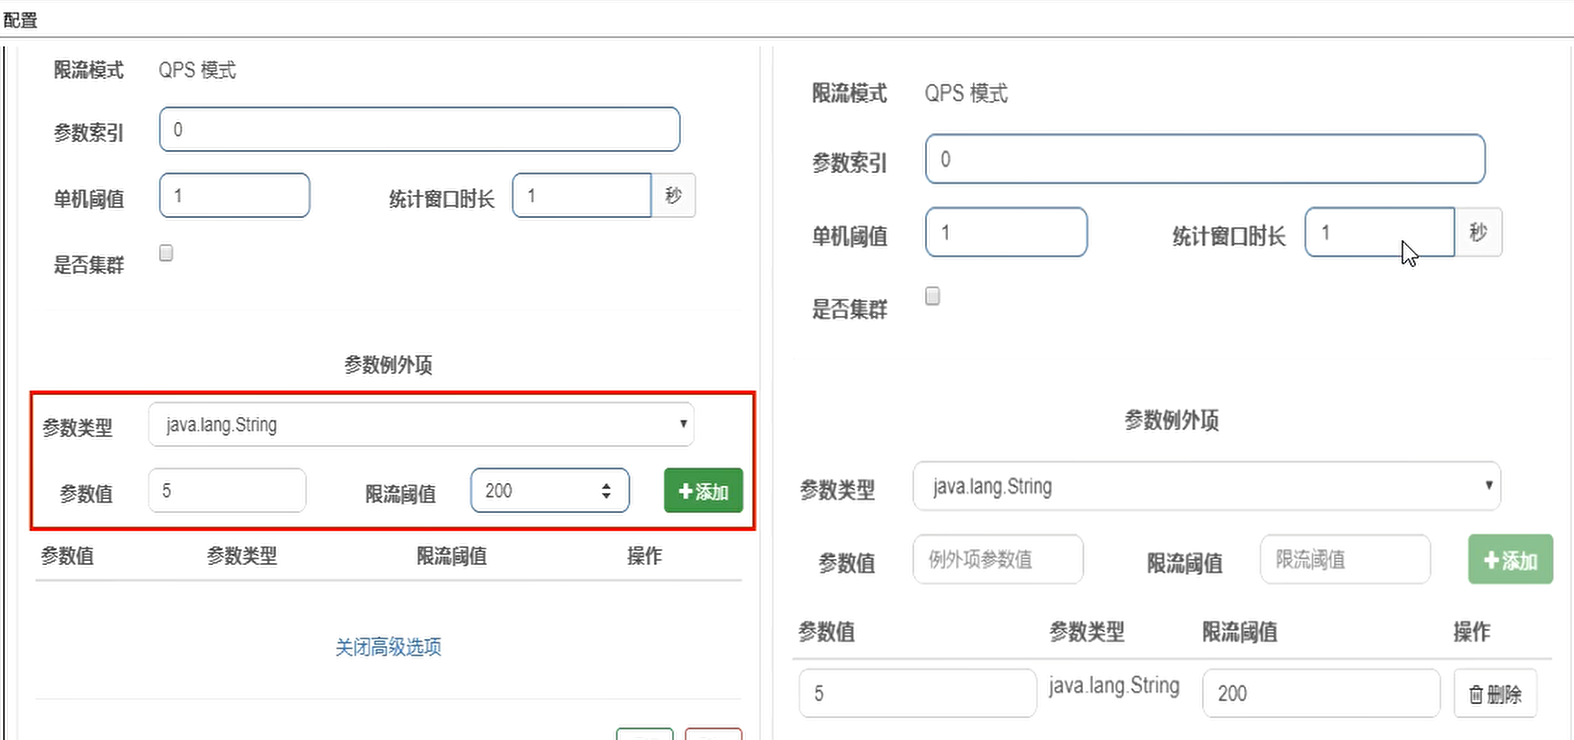 配置
限流模式 QPS 模式
参数索引 0
单机阈值 1 统计窗口时长 1 秒
是否集群
参数例外项
参数类型 java.lang.String
参数值 5 限流阈值 200 添加
参数值 参数类型 限流阈值 操作
关闭高级选项
限流模式 QPS 模式
参数索引 0
单机阈值 1 统计窗口时长 1 秒
是否集群
参数例外项
参数类型 java.lang.String
参数值 例外项参数值 限流阈值 限流阈值 添加
参数值 参数类型 限流阈值 操作
5 java.lang.String 200 删除